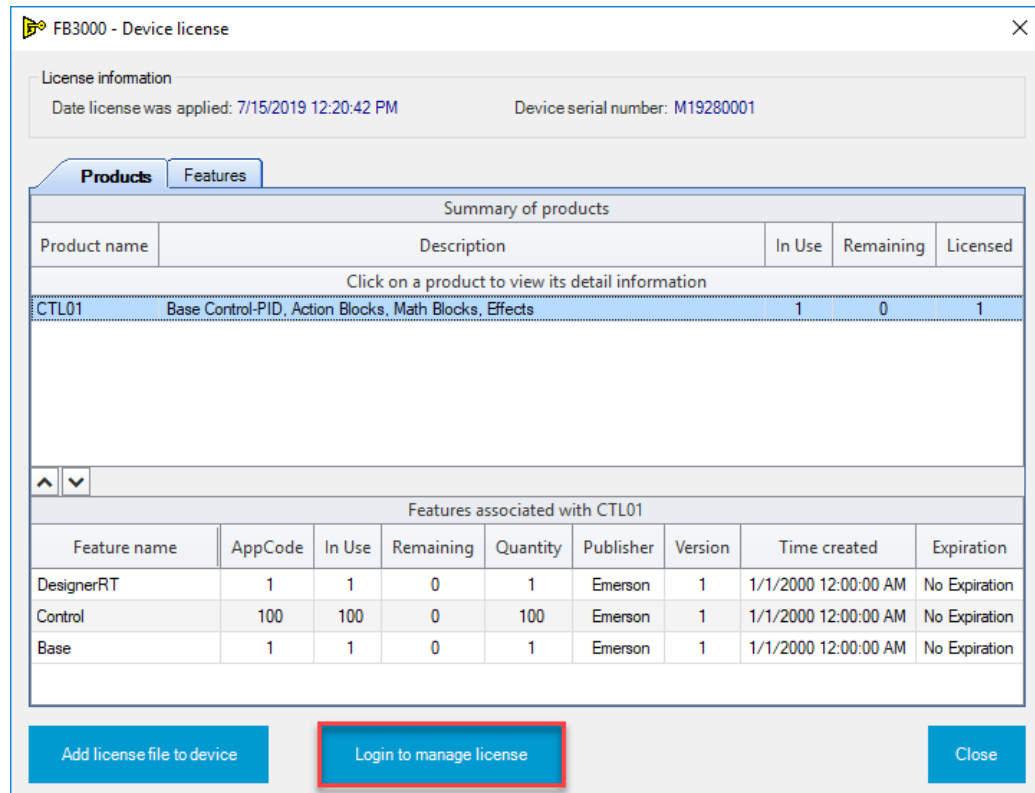 FB3000 - Device license
License information
Date license was applied: 7/15/2019 12:20:42 PM Device serial number: M19280001
Products Features
Summary of products
Product name Description In Use Remaining Licensed
Click on a product to view its detail information
CTL01 Base Control-PID, Action Blocks, Math Blocks, Effects 1 0 1
Features associated with CTL01
Feature name AppCode In Use Remaining Quantity Publisher Version Time created Expiration
DesignerRT 1 1 0 1 Emerson 1 1/1/2000 12:00:00 AM No Expiration
Control 100 100 0 100 Emerson 1 1/1/2000 12:00:00 AM No Expiration
Base 1 1 0 1 Emerson 1 1/1/2000 12:00:00 AM No Expiration
Add license file to device Login to manage license Close